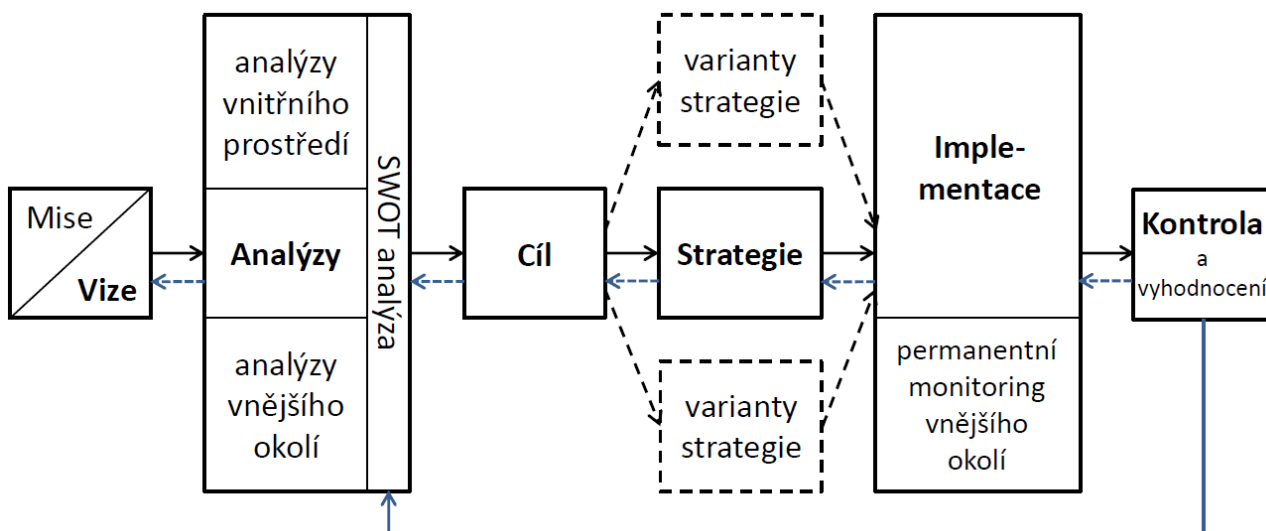 Mise
Vize
analýzy
vnitřního
prostředí
Analýzy
analýzy
vnějšího
okolí
SWOT analýza
Cíl
varianty
strategie
Strategie
varianty
strategie
Imple-
mentace
permanentní
monitoring
vnějšího
okolí
Kontrola
a
vyhodnocení